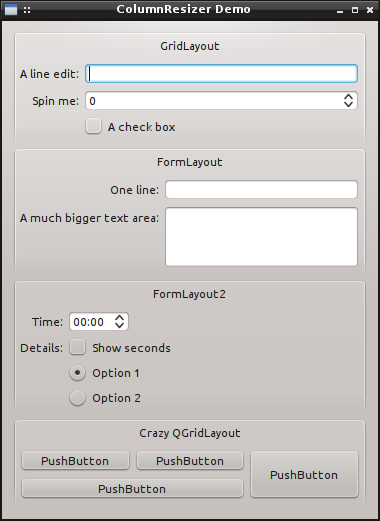 ColumnResizer Demo
GridLayout
A line edit:
Spin me: 0
A check box
FormLayout
One line:
A much bigger text area:
FormLayout2
Time: 00:00
Details: Show seconds
Option 1
Option 2
Crazy QGridLayout
PushButton PushButton
PushButton
PushButton